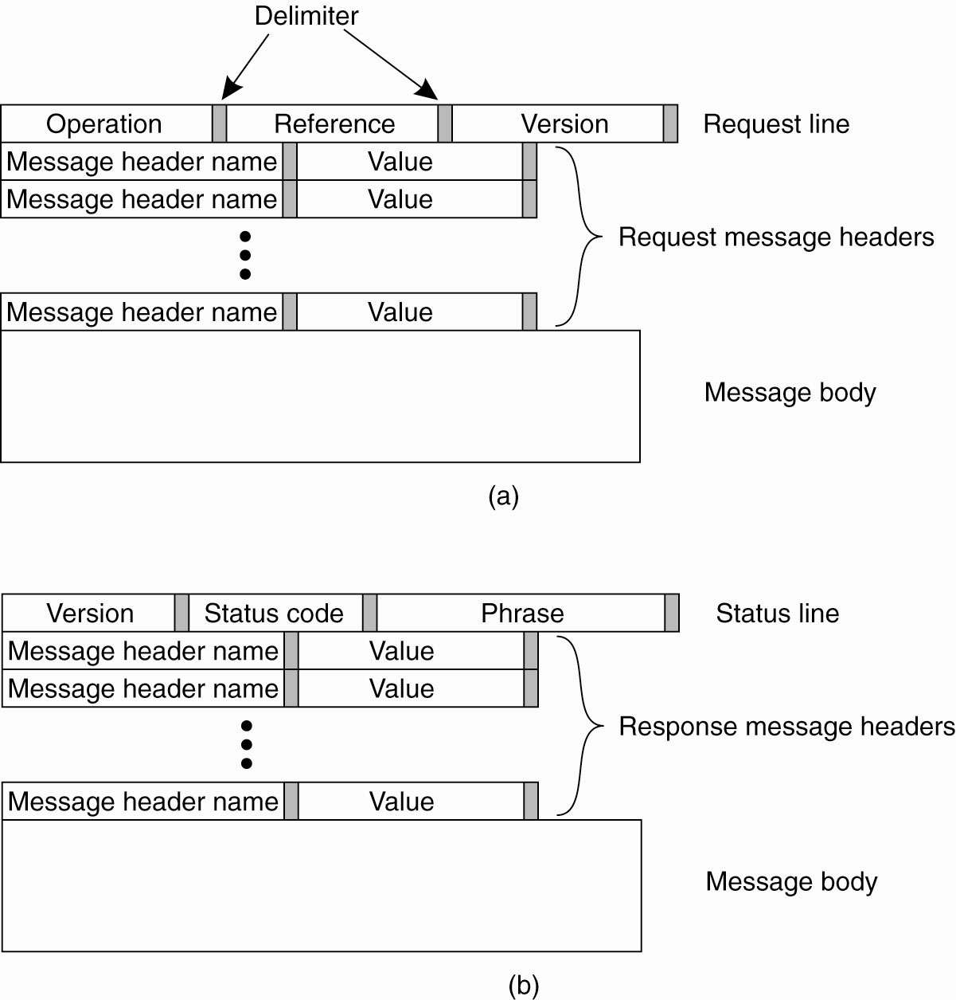 Delimiter
Operation Reference Version Request line
Message header name Value
Message header name Value
Request message headers
Message header name Value
Message body
(a)
Version Status code Phrase Status line
Message header name Value
Message header name Value
Response message headers
Message header name Value
Message body
(b)